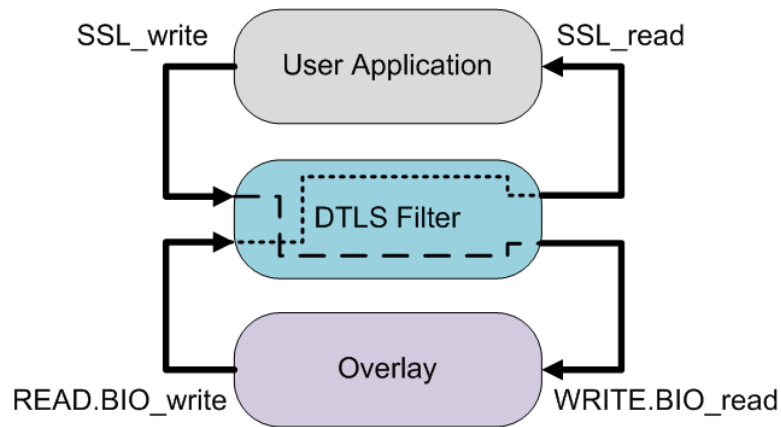 SSL_write
SSL_read
User Application
DTLS Filter
Overlay
READ.BIO_write
WRITE.BIO_read